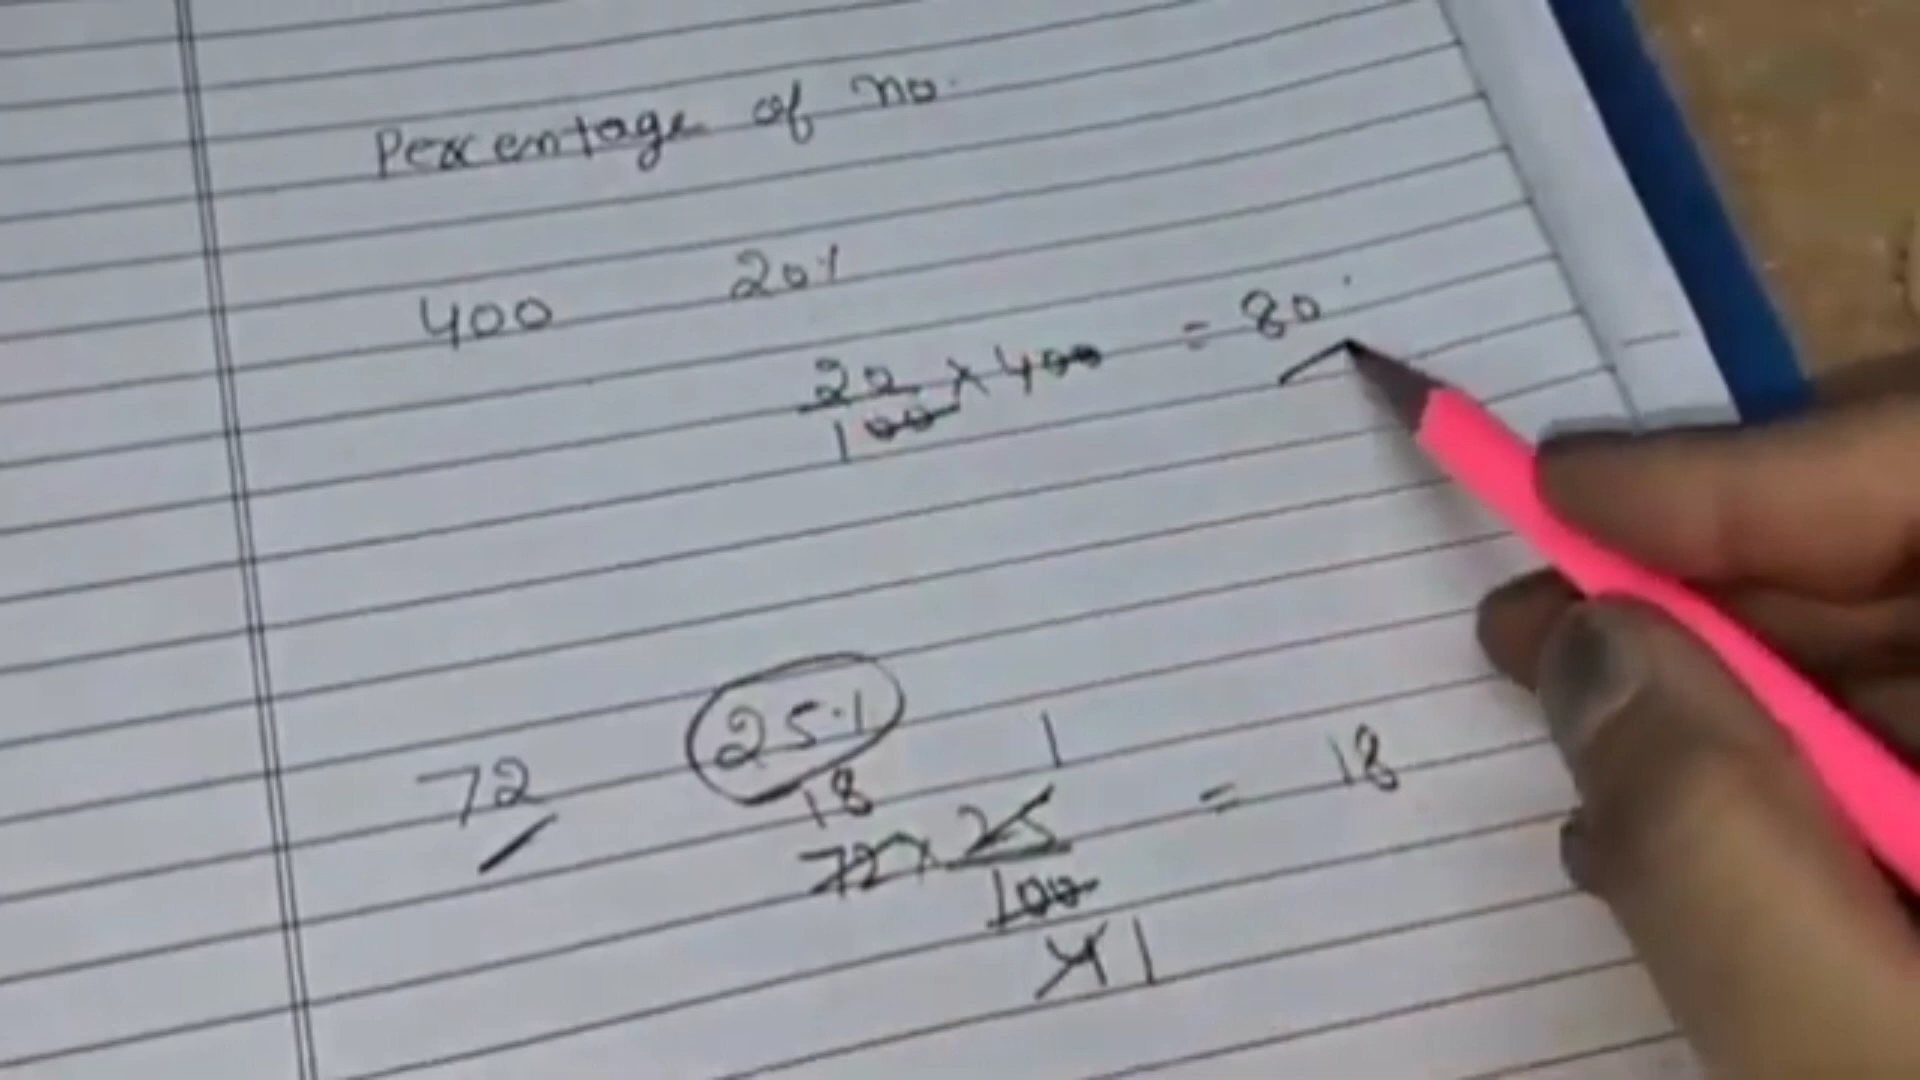 Percentage of no.
400 20%
20/100 × 400 = 80
72 25%
18 1
72 × 25/100 = 18
4 1